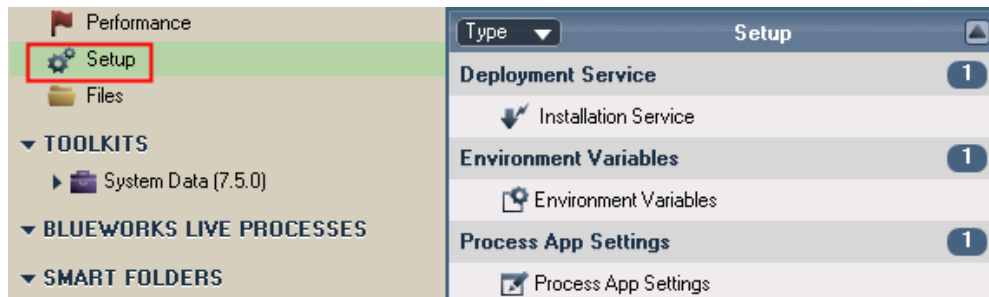 Performance
Setup
Files
TOOLKITS
System Data (7.5.0)
BLUEWORKS LIVE PROCESSES
SMART FOLDERS
Type Setup
Deployment Service 1
Installation Service
Environment Variables 1
Environment Variables
Process App Settings 1
Process App Settings